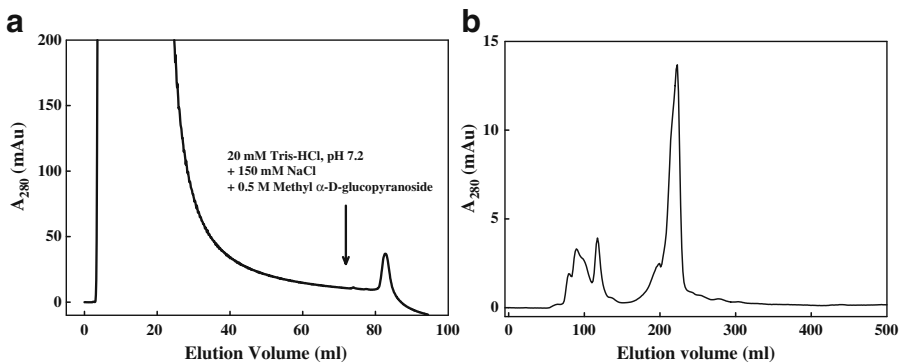 a
200
150
100
50
0
A280 (mAu)
20 mM Tris-HCl, pH 7.2
+ 150 mM NaCl
+ 0.5 M Methyl α-D-glucopyranoside
0 20 40 60 80 100
Elution Volume (ml)
b
15
10
5
0
A280 (mAu)
0 100 200 300 400 500
Elution volume (ml)